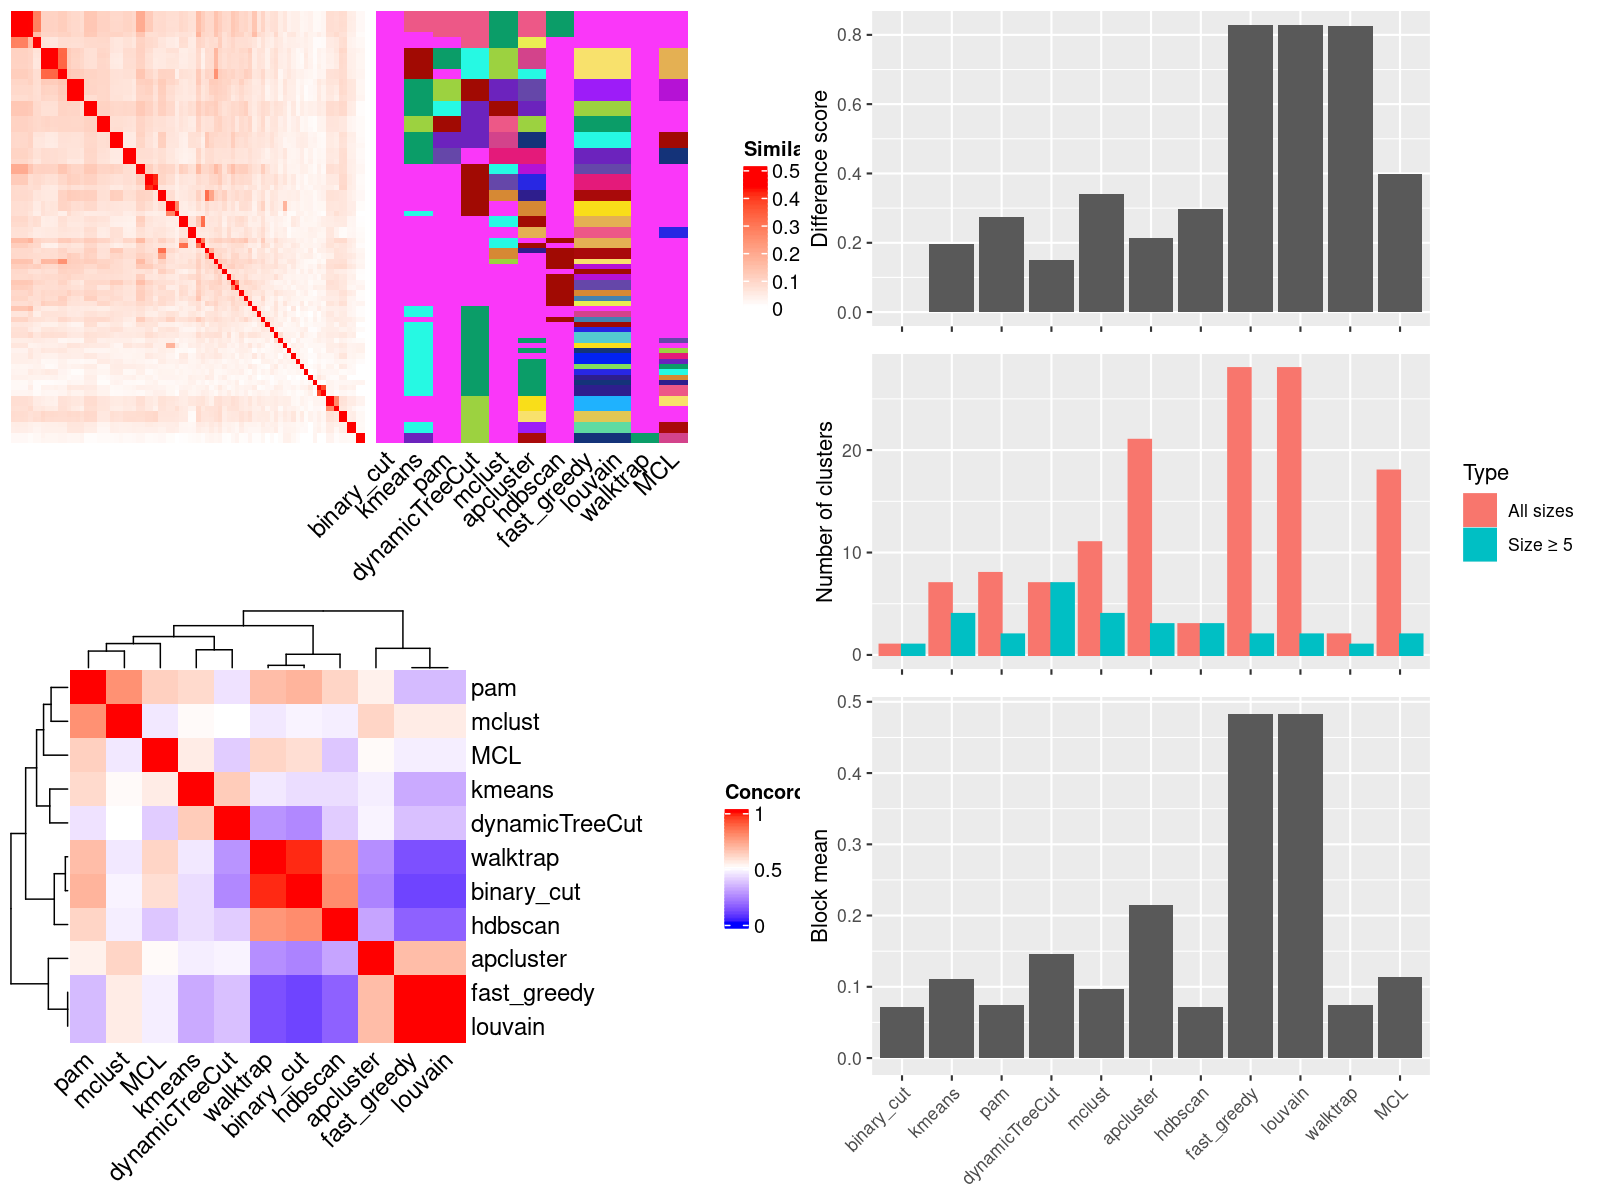 Simila
0.5
0.4
0.3
0.2
0.1
0
binary_cut
kmeans
pam
dynamicTreeCut
mclust
apcluster
hdbscan
fast_greedy
louvain
walktrap
MCL
pam
mclust
MCL
kmeans
dynamicTreeCut
walktrap
binary_cut
hdbscan
apcluster
fast_greedy
louvain
Concord
1
0.5
0
pam
mclust
MCL
kmeans
dynamicTreeCut
walktrap
binary_cut
hdbscan
apcluster
fast_greedy
louvain
Difference score
0.8
0.6
0.4
0.2
0.0
Number of clusters
20
10
0
Type
All sizes
Size ≥ 5
Block mean
0.5
0.4
0.3
0.2
0.1
0.0
binary_cut
kmeans
pam
dynamicTreeCut
mclust
apcluster
hdbscan
fast_greedy
louvain
walktrap
MCL